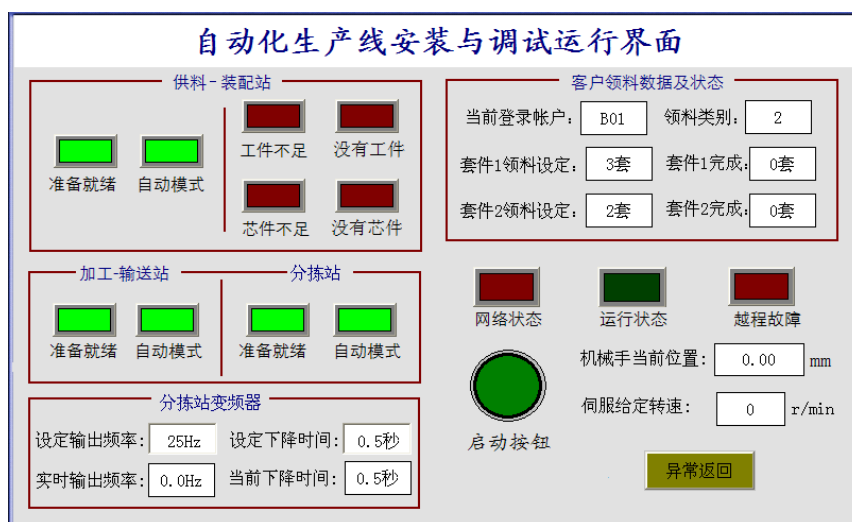 自动化生产线安装与调试运行界面
供料-装配站
准备就绪 自动模式
工件不足 没有工件
芯件不足 没有芯件
客户领料数据及状态
当前登录帐户: B01 领料类别: 2
套件1领料设定: 3套 套件1完成: 0套
套件2领料设定: 2套 套件2完成: 0套
加工-输送站 分拣站
准备就绪 自动模式 准备就绪 自动模式
网络状态 运行状态 越程故障
启动按钮
机械手当前位置: 0.00 mm
伺服给定转速: 0 r/min
异常返回
分拣站变频器
设定输出频率: 25Hz 设定下降时间: 0.5秒
实时输出频率: 0.0Hz 当前下降时间: 0.5秒